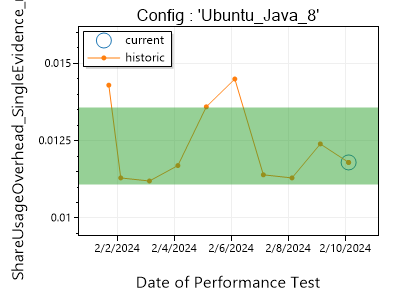 Config : 'Ubuntu_Java_8'
current
historic
ShareUsageOverhead_SingleEvidence_
0.015
0.0125
0.01
2/2/2024
2/4/2024
2/6/2024
2/8/2024
2/10/2024
Date of Performance Test